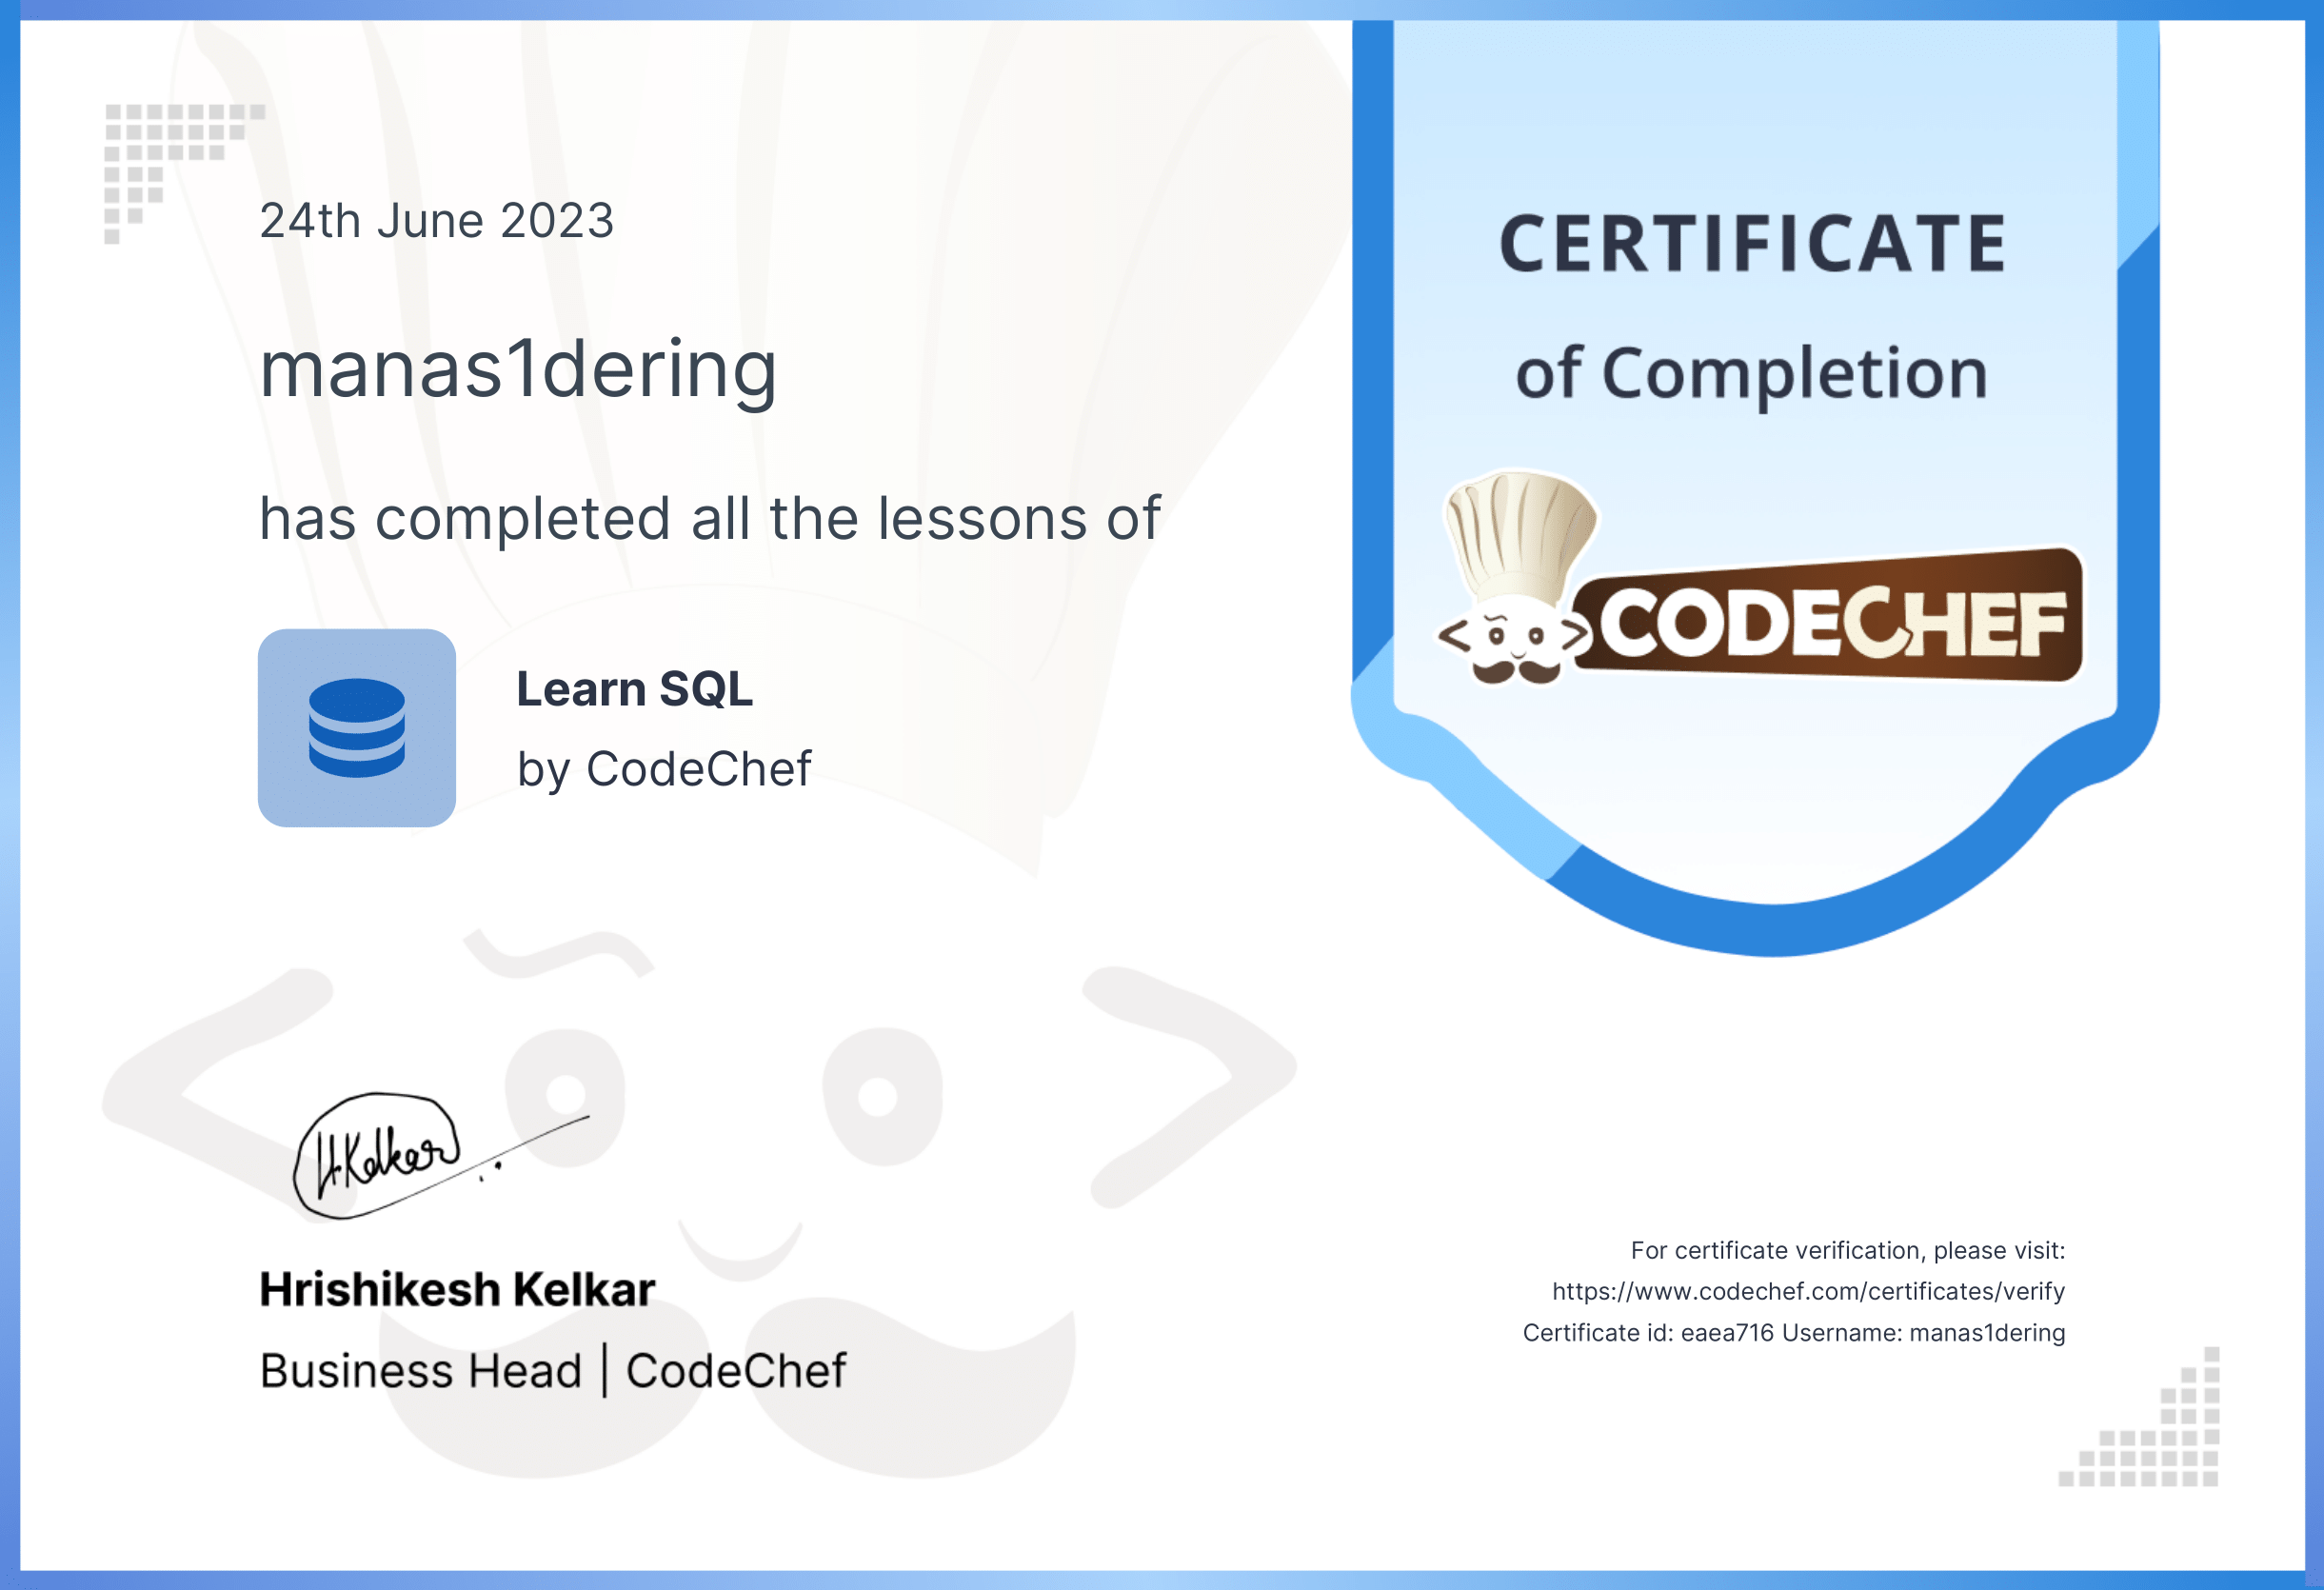 24th June 2023
manas1dering
has completed all the lessons of
Learn SQL
by CodeChef
CERTIFICATE
of Completion
CODECHEF
HKelkar
Hrishikesh Kelkar
Business Head | CodeChef
For certificate verification, please visit:
https://www.codechef.com/certificates/verify
Certificate id: eaea716 Username: manas1dering